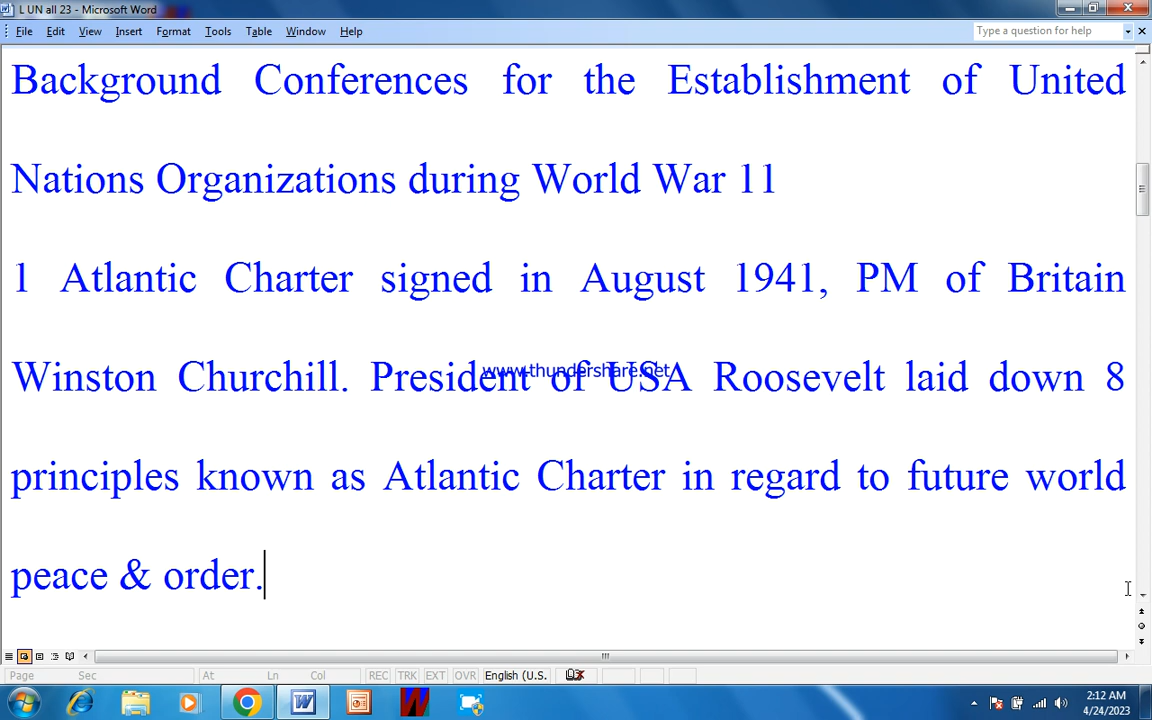 L UN all 23 - Microsoft Word
File Edit View Insert Format Tools Table Window Help
Type a question for help
Background Conferences for the Establishment of United
Nations Organizations during World War 11
1 Atlantic Charter signed in August 1941, PM of Britain
Winston Churchill. President of USA Roosevelt laid down 8
www.thundershare.net
principles known as Atlantic Charter in regard to future world
peace & order.
Page Sec At Ln Col REC TRK EXT OVR English (U.S.
2:12 AM
4/24/2023